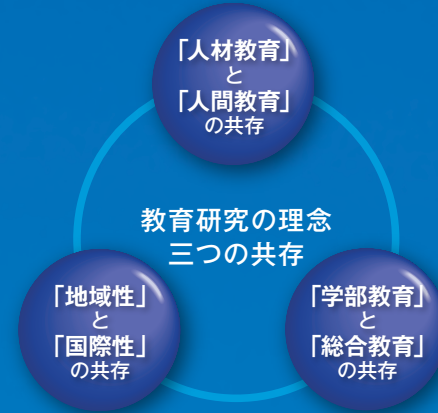 「人材教育」
と
「人間教育」
の共存
教育研究の理念
三つの共存
「地域性」
と
「国際性」
の共存
「学部教育」
と
「総合教育」
の共存